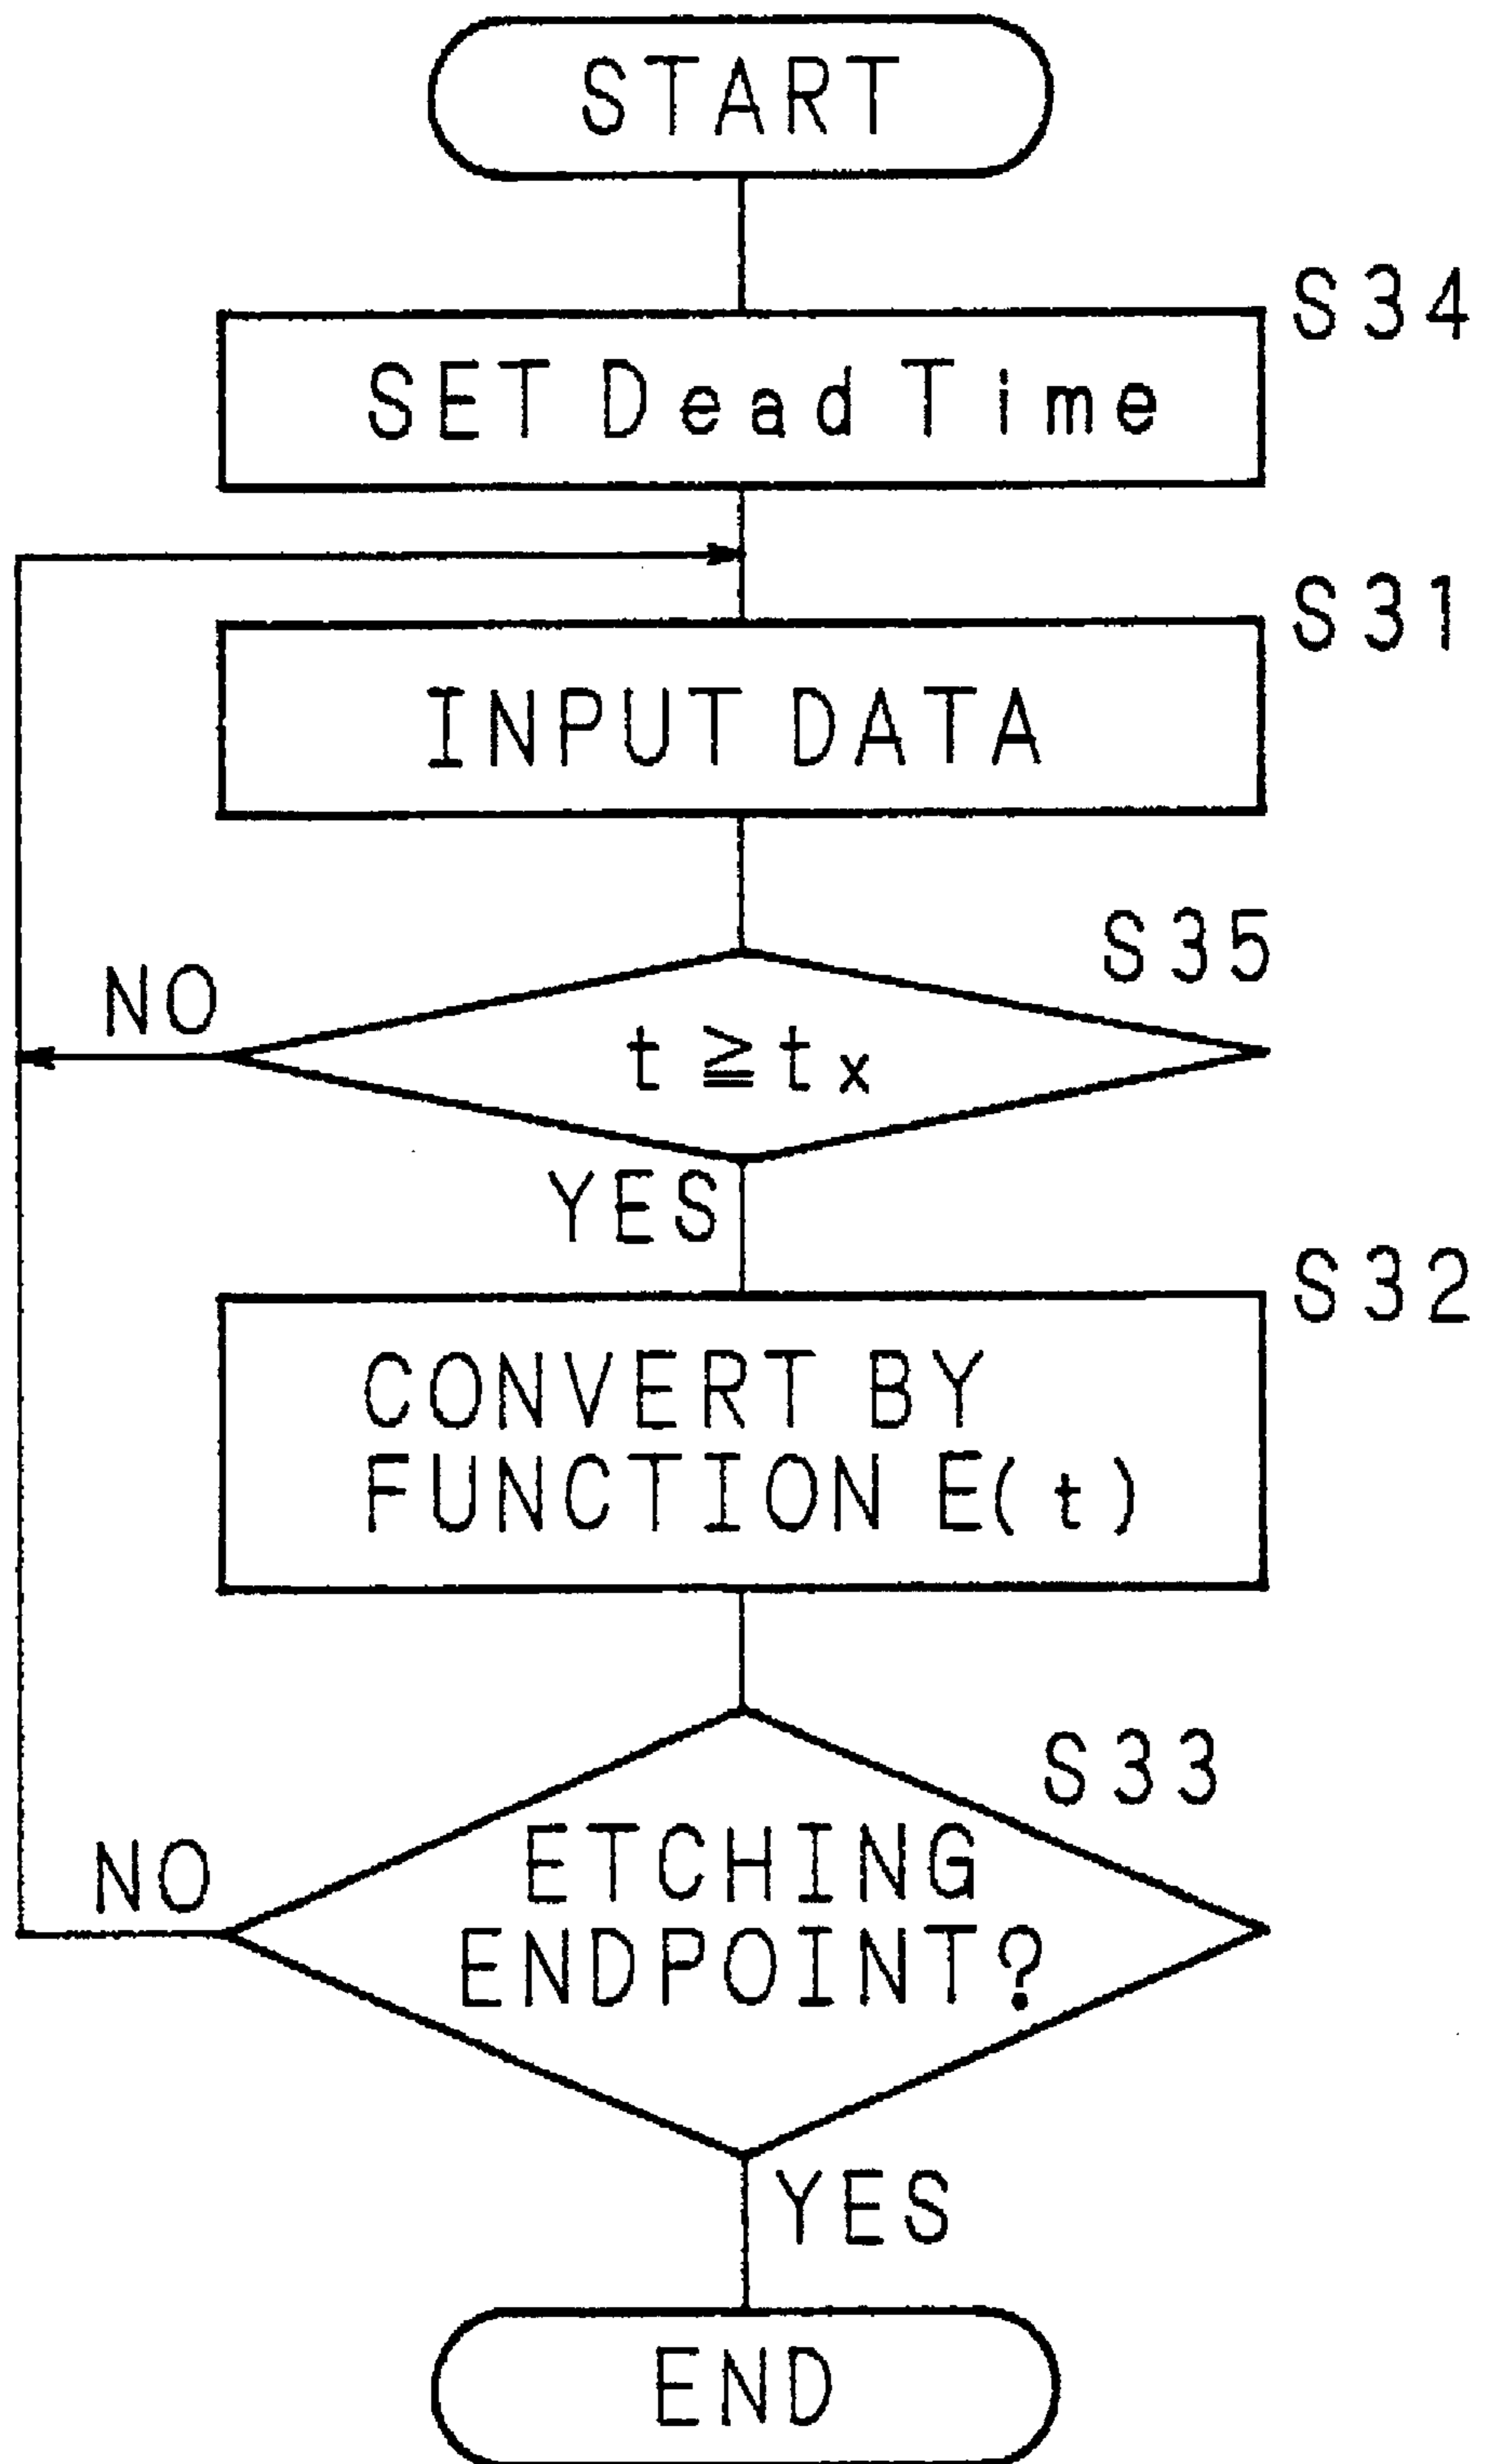 START
S34
SET Dead Time
S31
INPUT DATA
S35
NO
t ≧ tx
YES
S32
CONVERT BY
FUNCTION E(t)
S33
NO
ETCHING
ENDPOINT?
YES
END